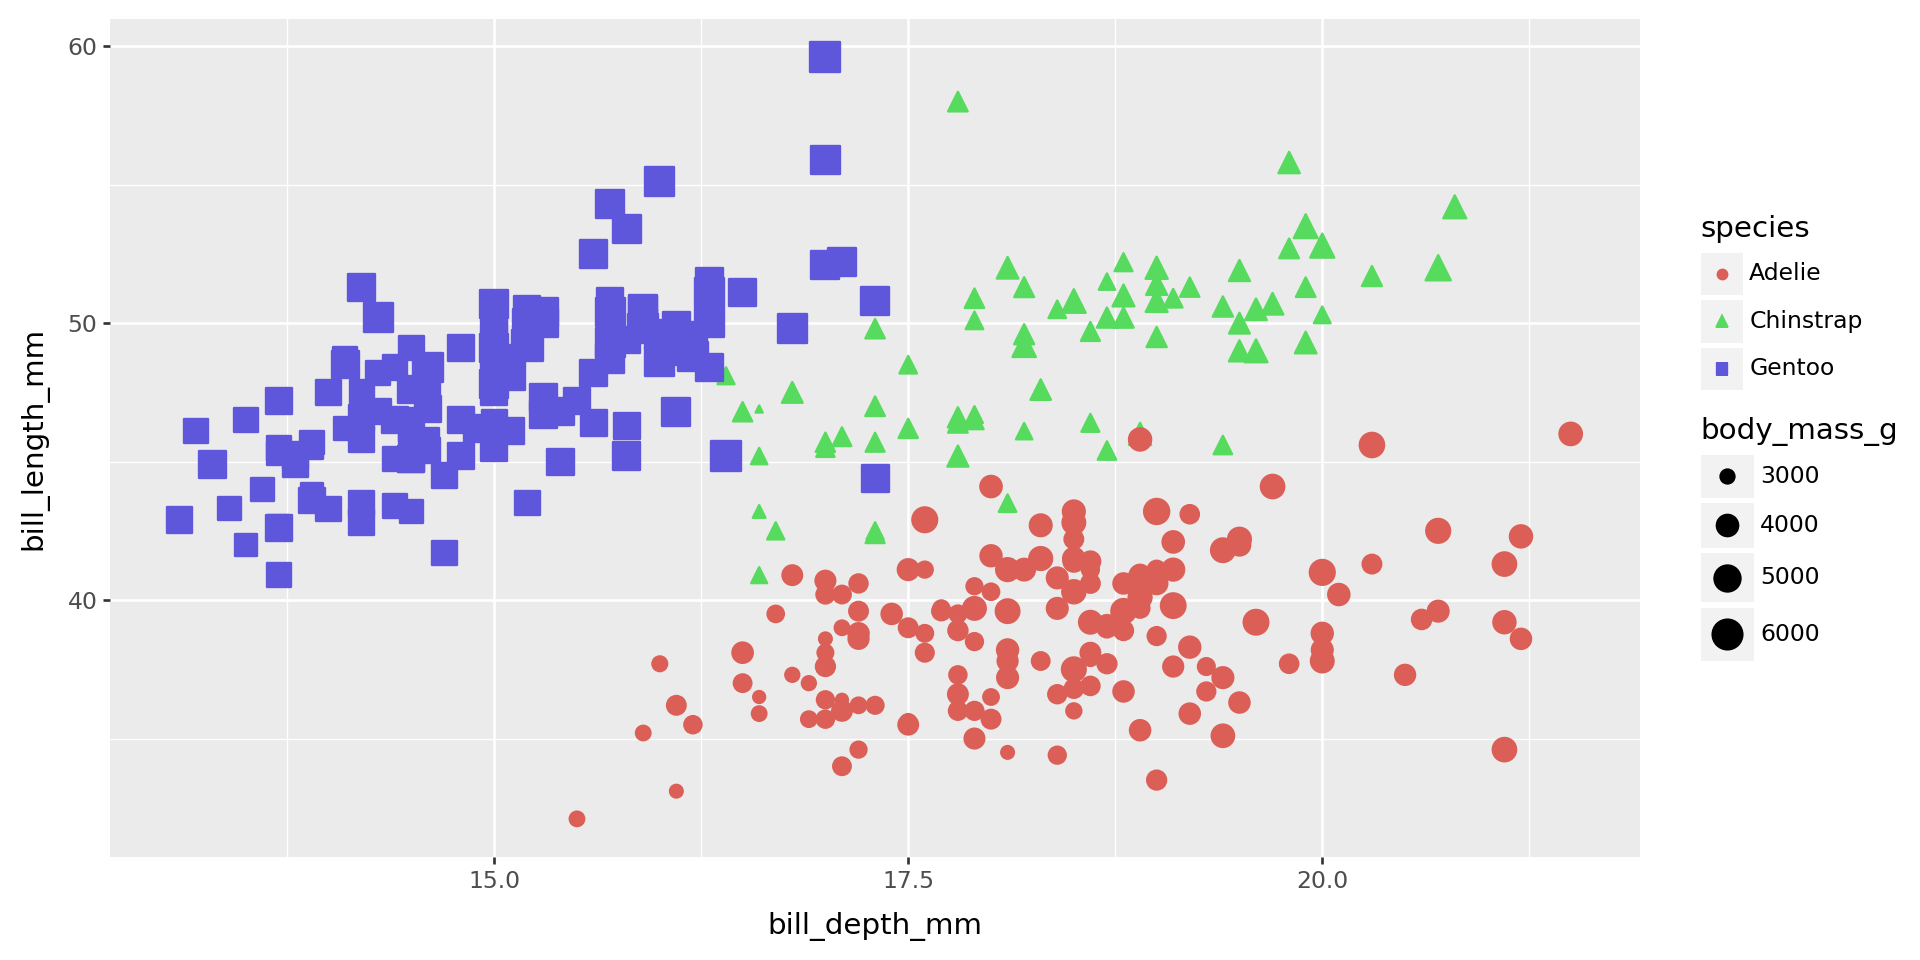 60
50
40
bill_length_mm
15.0
17.5
20.0
bill_depth_mm
species
Adelie
Chinstrap
Gentoo
body_mass_g
3000
4000
5000
6000